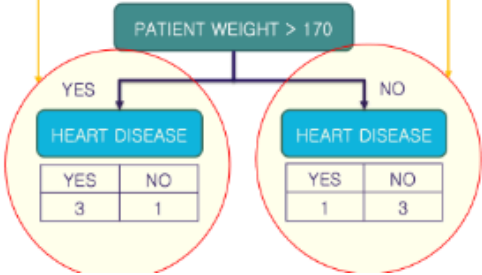 PATIENT WEIGHT > 170
YES
NO
HEART DISEASE
HEART DISEASE
YES NO
YES NO
3 1
1 3